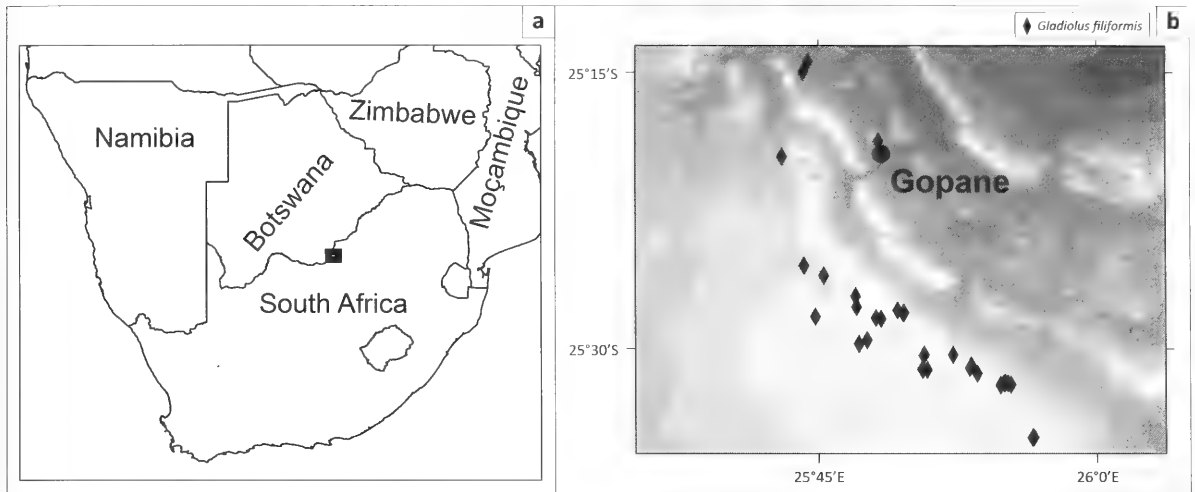 a
Namibia
Zimbabwe
Moçambique
Botswana
South Africa
Gladiolus filiformis
b
25°15'S
Gopane
25°30'S
25°45'E
26°0'E